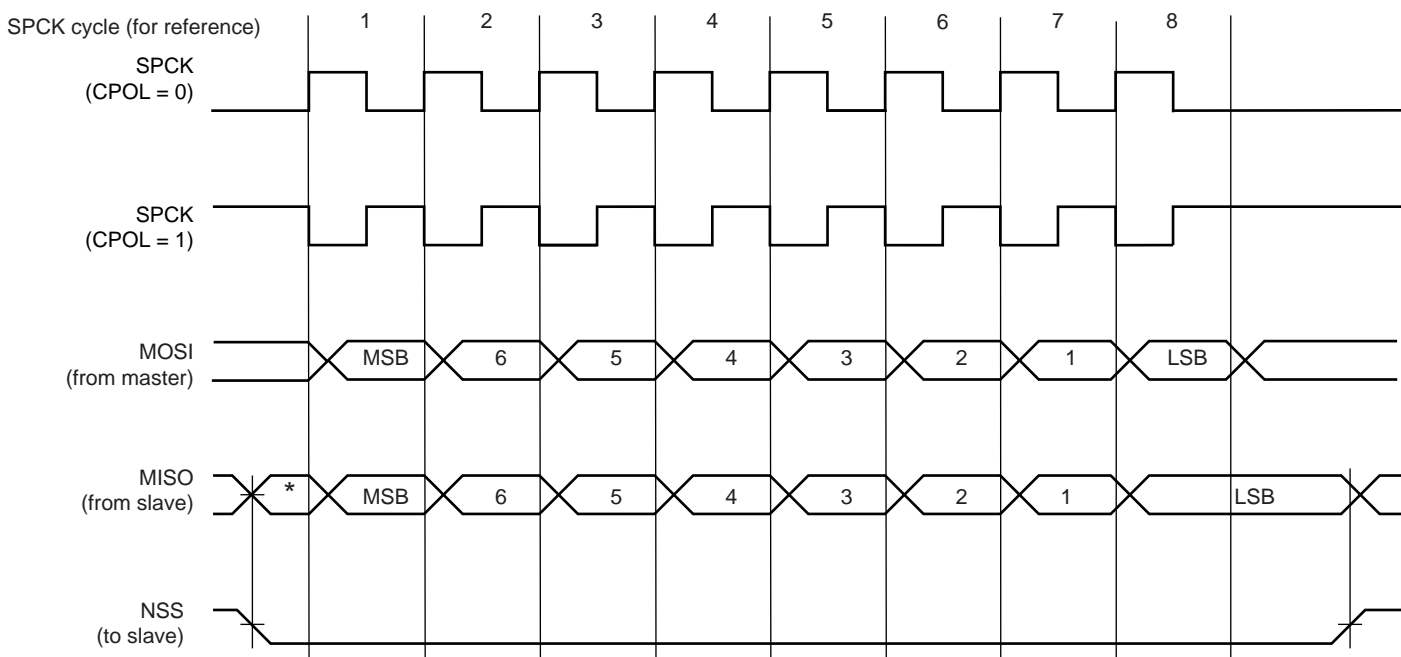 SPCK cycle (for reference) 1 2 3 4 5 6 7 8
SPCK
(CPOL = 0)
SPCK
(CPOL = 1)
MOSI
(from master)
MSB 6 5 4 3 2 1 LSB
MISO
(from slave)
* MSB 6 5 4 3 2 1 LSB
NSS
(to slave)